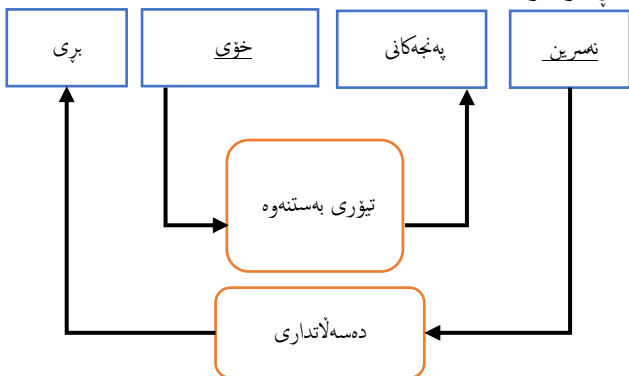 نەسرین
پەنجەکانی
خۆی
بڕی
تیۆری بەستنەوە
دەسەڵاتداری